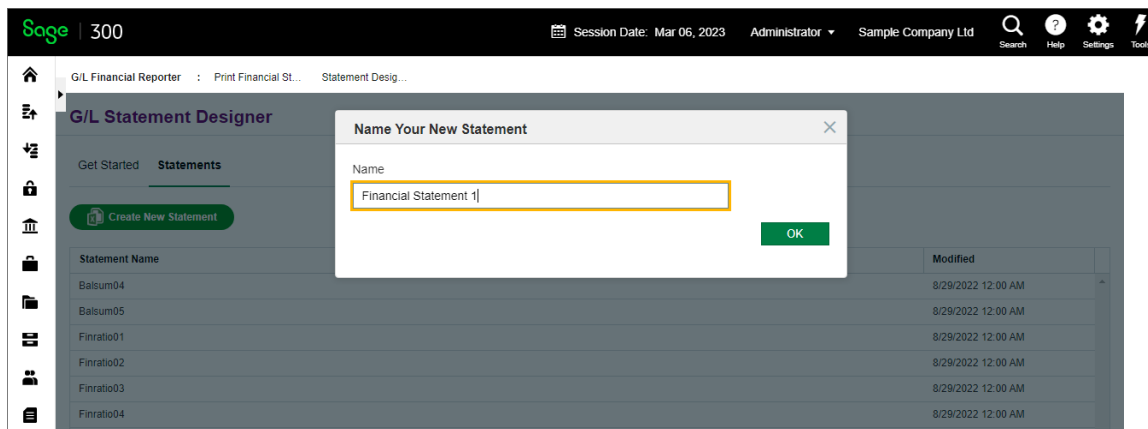 Sage 300 Session Date: Mar 06, 2023 Administrator Sample Company Ltd Search Help Settings Tools
G/L Financial Reporter : Print Financial St... Statement Desig...
G/L Statement Designer
Get Started Statements
Create New Statement
Name Your New Statement
Name
Financial Statement 1
OK
Statement Name Modified
Balsum04 8/29/2022 12:00 AM
Balsum05 8/29/2022 12:00 AM
Finratio01 8/29/2022 12:00 AM
Finratio02 8/29/2022 12:00 AM
Finratio03 8/29/2022 12:00 AM
Finratio04 8/29/2022 12:00 AM